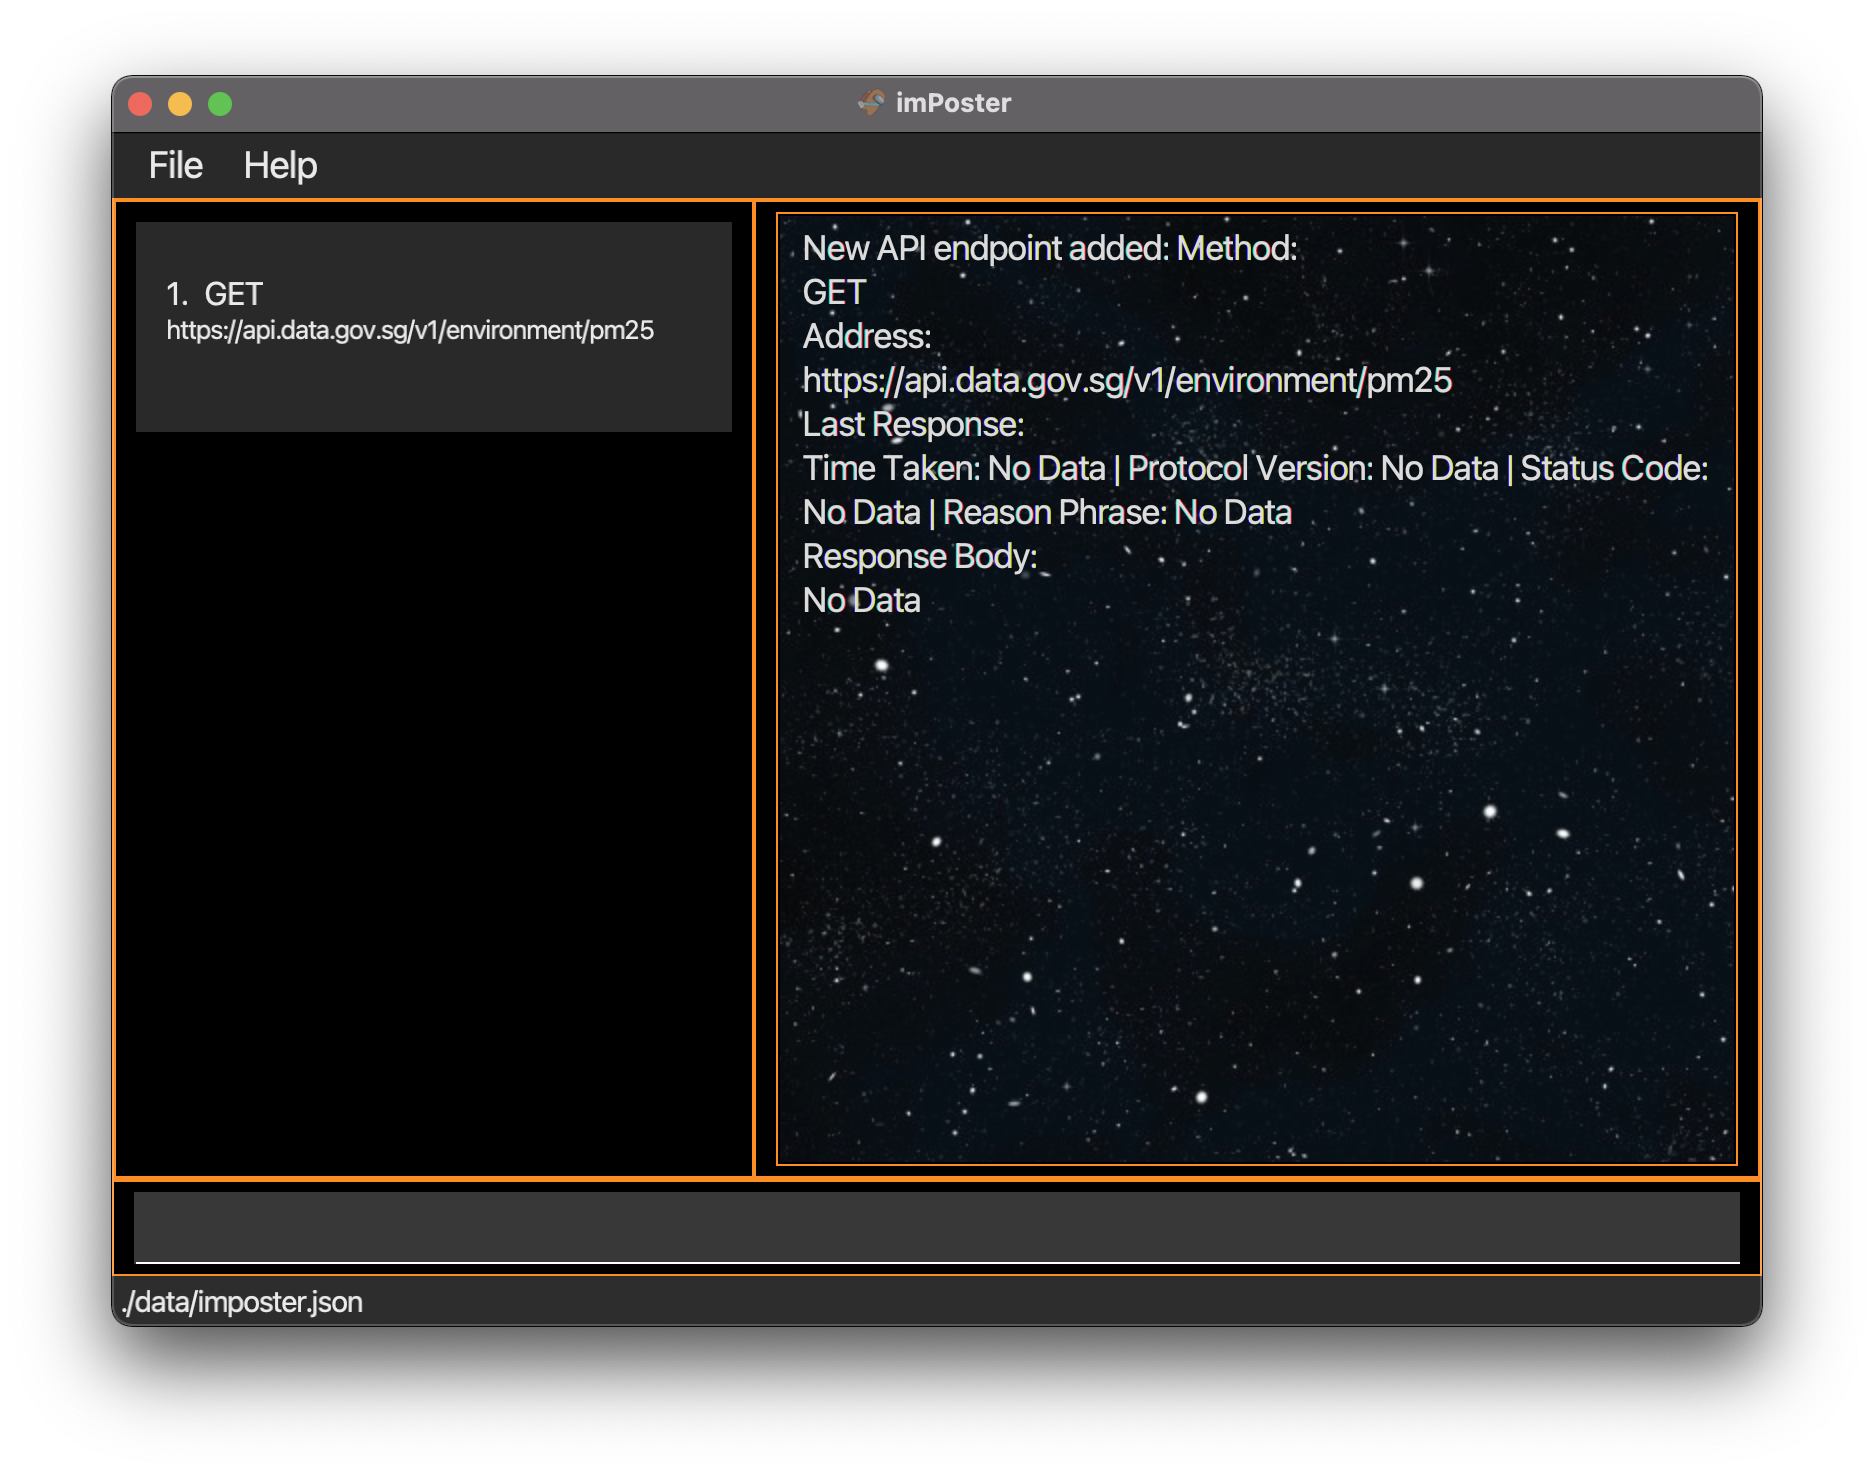 imPoster
File Help
1. GET
https://api.data.gov.sg/v1/environment/pm25
New API endpoint added: Method:
GET
Address:
https://api.data.gov.sg/v1/environment/pm25
Last Response:
Time Taken: No Data | Protocol Version: No Data | Status Code:
No Data | Reason Phrase: No Data
Response Body:
No Data
./data/imposter.json